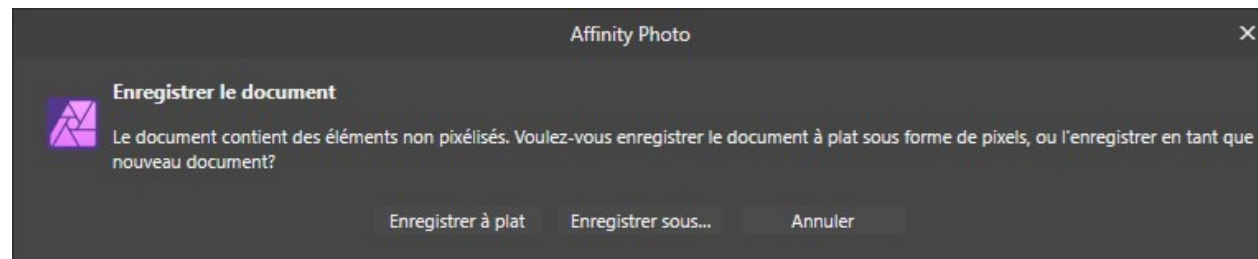 Affinity Photo
Enregistrer le document
Le document contient des éléments non pixélisés. Voulez-vous enregistrer le document à plat sous forme de pixels, ou l'enregistrer en tant que
nouveau document?
Enregistrer à plat Enregistrer sous... Annuler